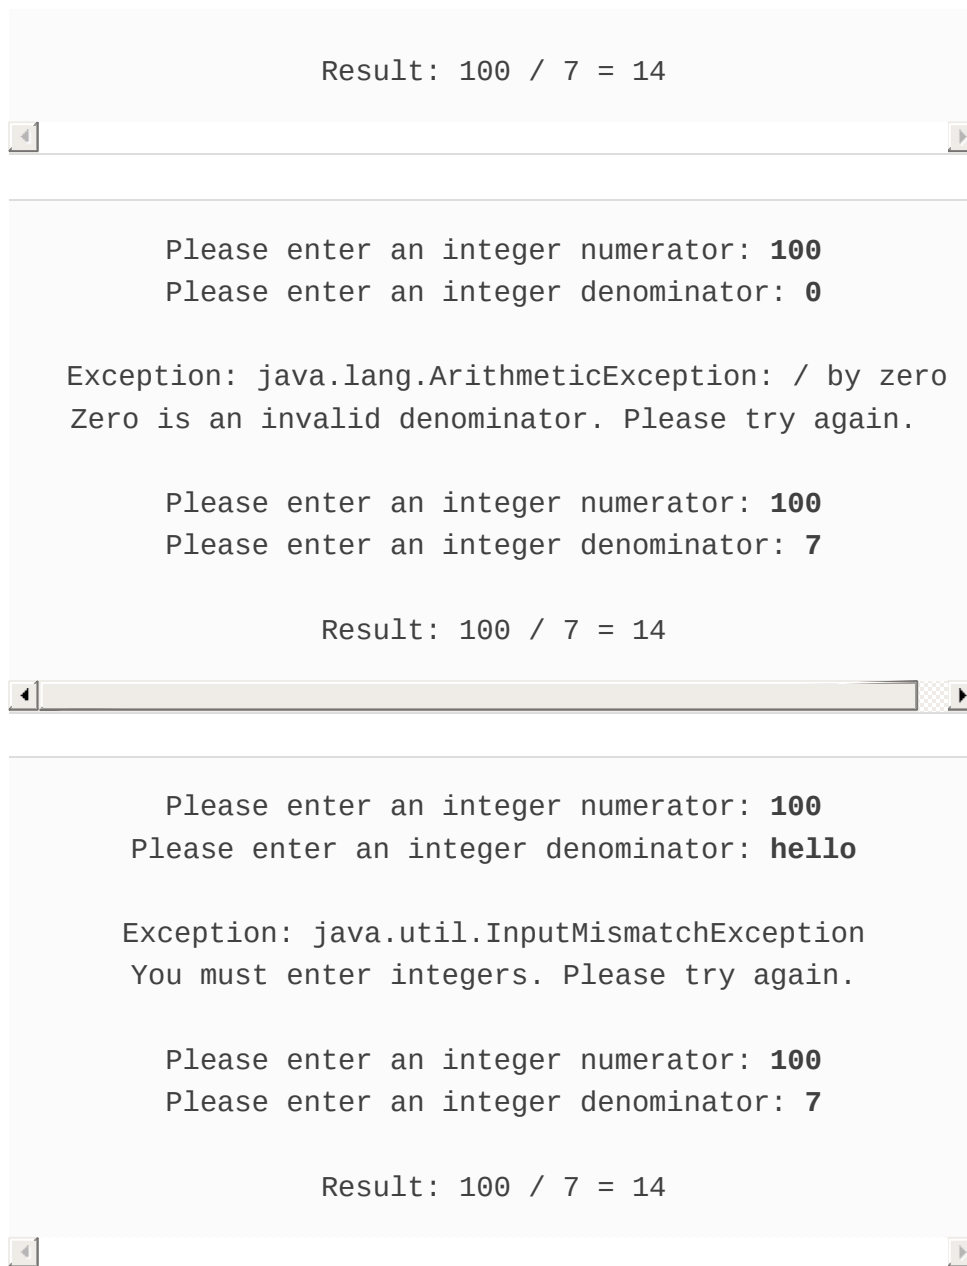 Result: 100 / 7 = 14
Please enter an integer numerator: 100
Please enter an integer denominator: 0
Exception: java.lang.ArithmeticException: / by zero
Zero is an invalid denominator. Please try again.
Please enter an integer numerator: 100
Please enter an integer denominator: 7
Result: 100 / 7 = 14
Please enter an integer numerator: 100
Please enter an integer denominator: hello
Exception: java.util.InputMismatchException
You must enter integers. Please try again.
Please enter an integer numerator: 100
Please enter an integer denominator: 7
Result: 100 / 7 = 14